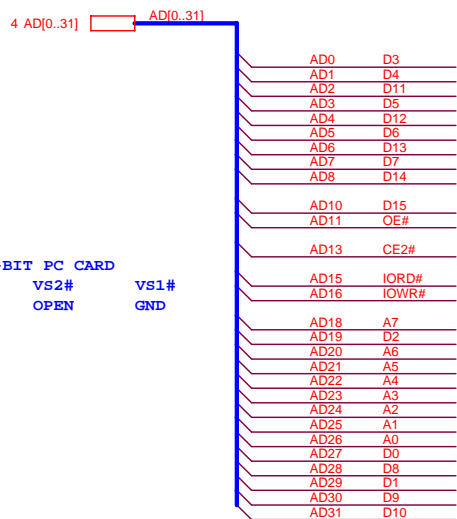 4 AD[0..31] AD[0..31]
AD0 D3
AD1 D4
AD2 D11
AD3 D5
AD4 D12
AD5 D6
AD6 D13
AD7 D7
AD8 D14
AD10 D15
AD11 OE#
AD13 CE2#
-BIT PC CARD
VS2# VS1#
AD15 IORD#
AD16 IOWR#
OPEN GND
AD18 A7
AD19 D2
AD20 A6
AD21 A5
AD22 A4
AD23 A3
AD24 A2
AD25 A1
AD26 A0
AD27 D0
AD28 D8
AD29 D1
AD30 D9
AD31 D10